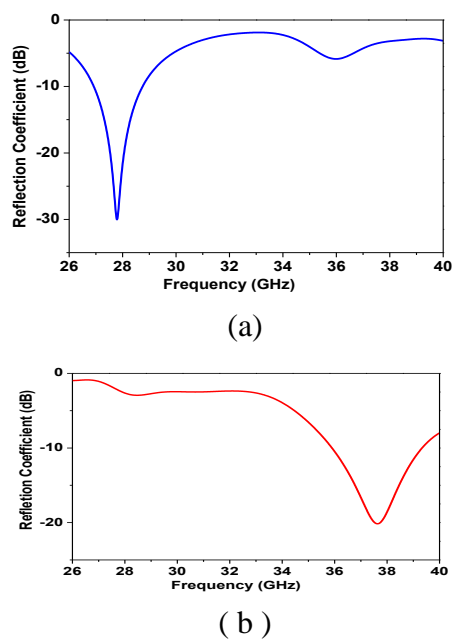 0
-10
-20
-30
Reflection Coefficient (dB)
26 28 30 32 34 36 38 40
Frequency (GHz)
(a)
0
-10
-20
Refletion Coefficient (dB)
26 28 30 32 34 36 38 40
Frequency (GHz)
( b )